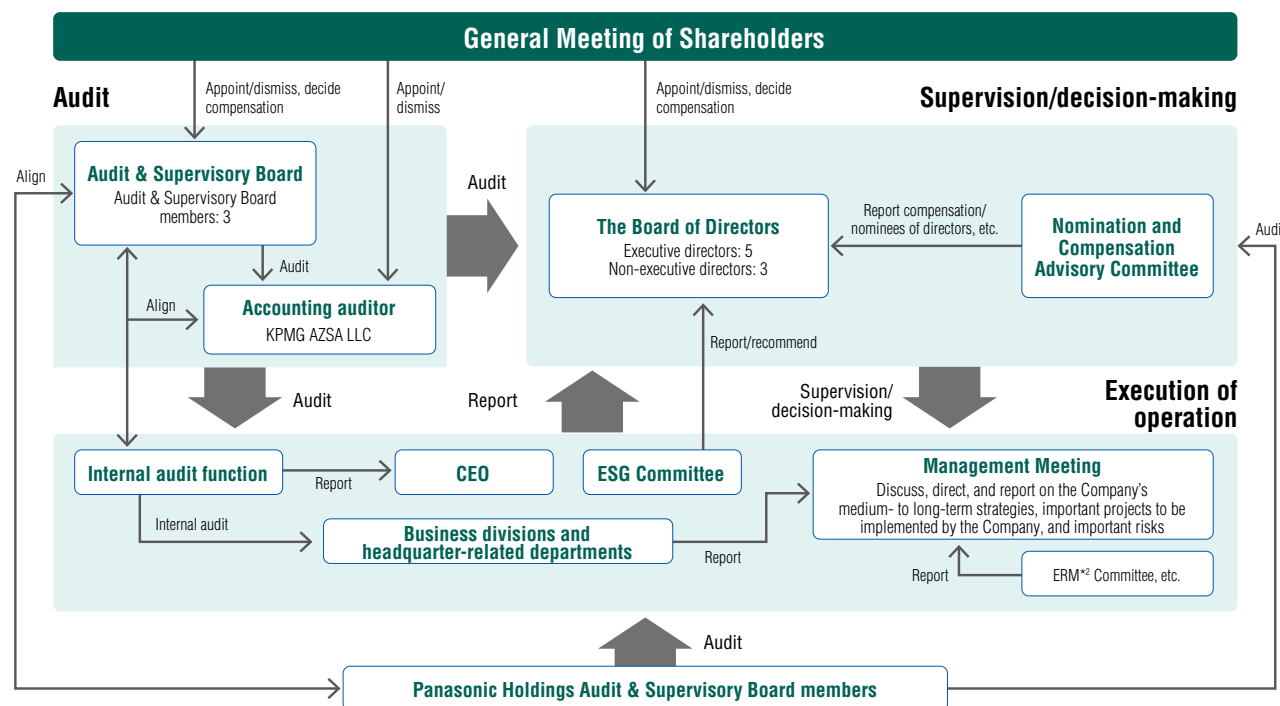 General Meeting of Shareholders
Audit
Appoint/dismiss, decide
compensation
Appoint/
dismiss
Appoint/dismiss, decide
compensation
Supervision/decision-making
Align
Audit & Supervisory Board
Audit & Supervisory Board
members: 3
Audit
Align
Accounting auditor
KPMG AZSA LLC
Audit
The Board of Directors
Executive directors: 5
Non-executive directors: 3
Report compensation/
nominees of directors, etc.
Nomination and
Compensation
Advisory Committee
Audi
Report/recommend
Audit
Report
Supervision/
decision-making
Execution of
operation
Internal audit function
Report
CEO
ESG Committee
Management Meeting
Discuss, direct, and report on the Company’s
medium- to long-term strategies, important projects to be
implemented by the Company, and important risks
Internal audit
Business divisions and
headquarter-related departments
Report
Report
ERM*2 Committee, etc.
Audit
Panasonic Holdings Audit & Supervisory Board members